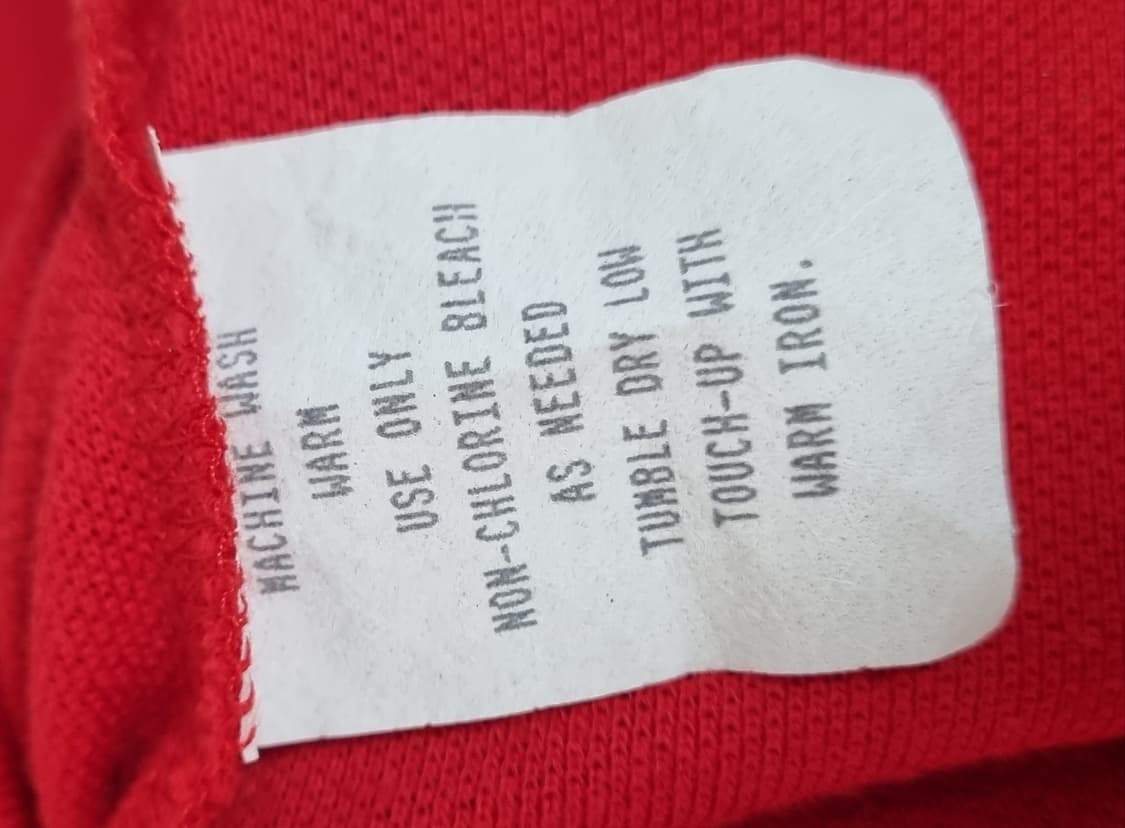 MACHINE WASH
WARM
USE ONLY
NON-CHLORINE BLEACH
AS NEEDED
TUMBLE DRY LOW
TOUCH-UP WITH
WARM IRON.